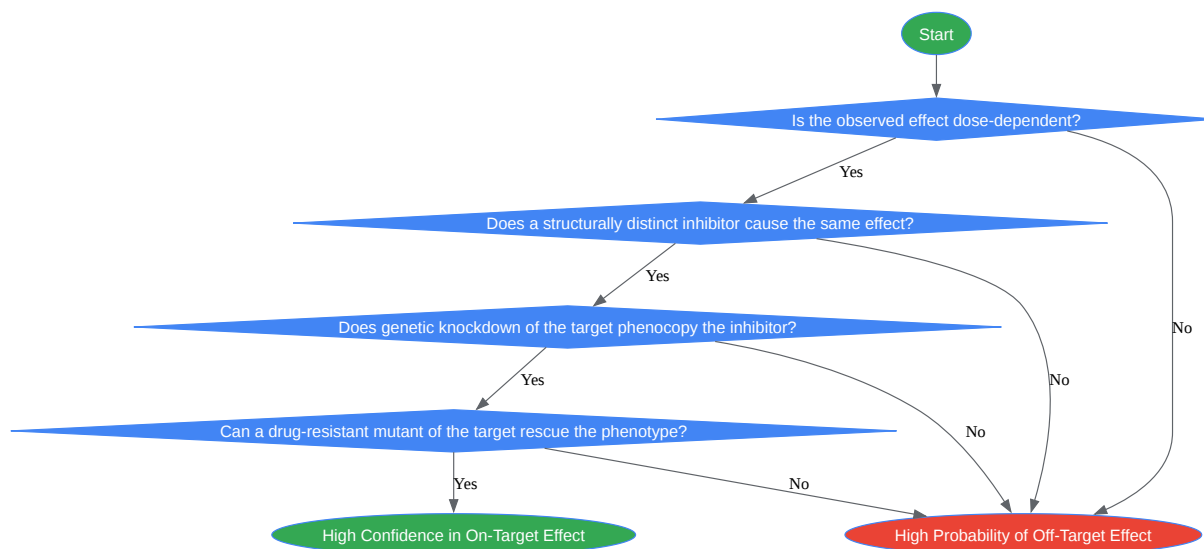 Start
Is the observed effect dose-dependent?
Yes
Does a structurally distinct inhibitor cause the same effect?
Yes
Does genetic knockdown of the target phenocopy the inhibitor?
No
Yes
No
Can a drug-resistant mutant of the target rescue the phenotype?
No
Yes
No
High Confidence in On-Target Effect
High Probability of Off-Target Effect